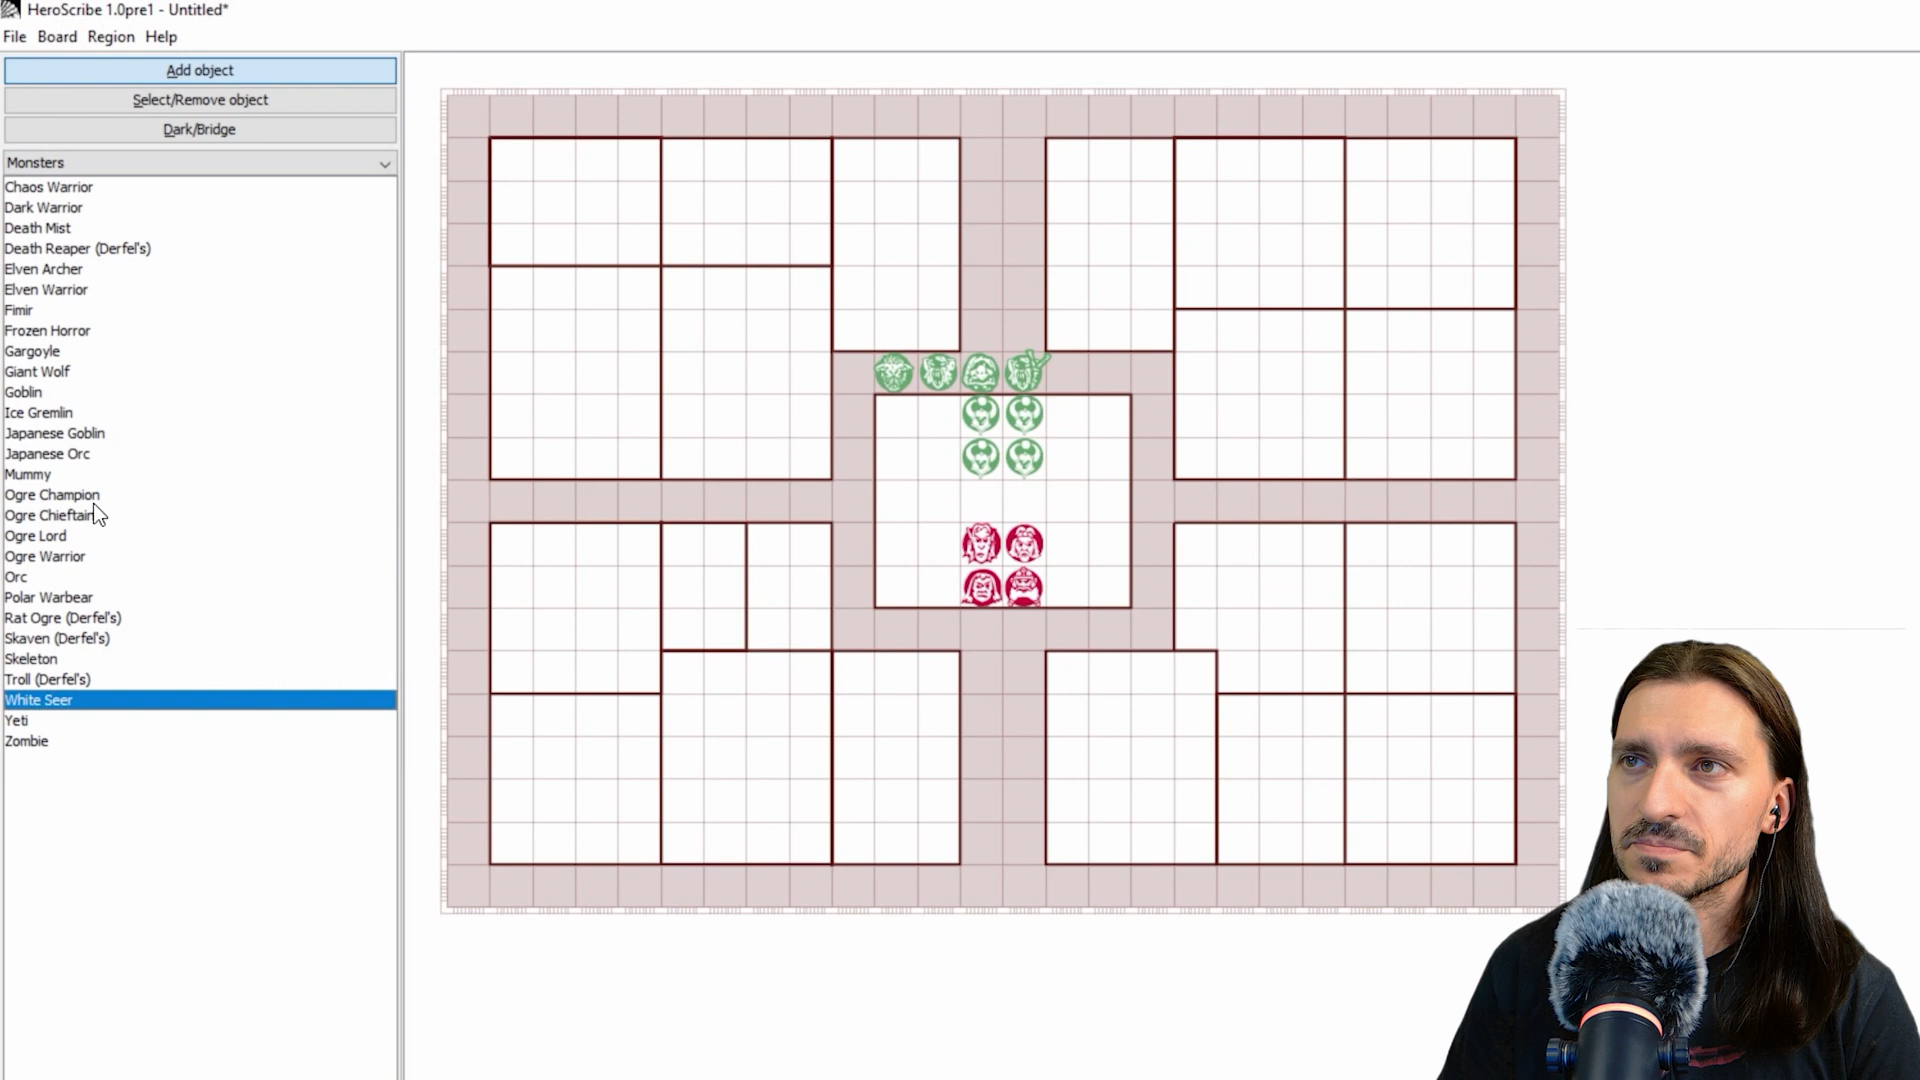 HeroScribe 1.0pre1 - Untitled*
File Board Region Help
Add object
Select/Remove object
Dark/Bridge
Monsters
Chaos Warrior
Dark Warrior
Death Mist
Death Reaper (Derfel's)
Elven Archer
Elven Warrior
Fimir
Frozen Horror
Gargoyle
Giant Wolf
Goblin
Ice Gremlin
Japanese Goblin
Japanese Orc
Mummy
Ogre Champion
Ogre Chieftain
Ogre Lord
Ogre Warrior
Orc
Polar Warbear
Rat Ogre (Derfel's)
Skaven (Derfel's)
Skeleton
Troll (Derfel's)
White Seer
Yeti
Zombie